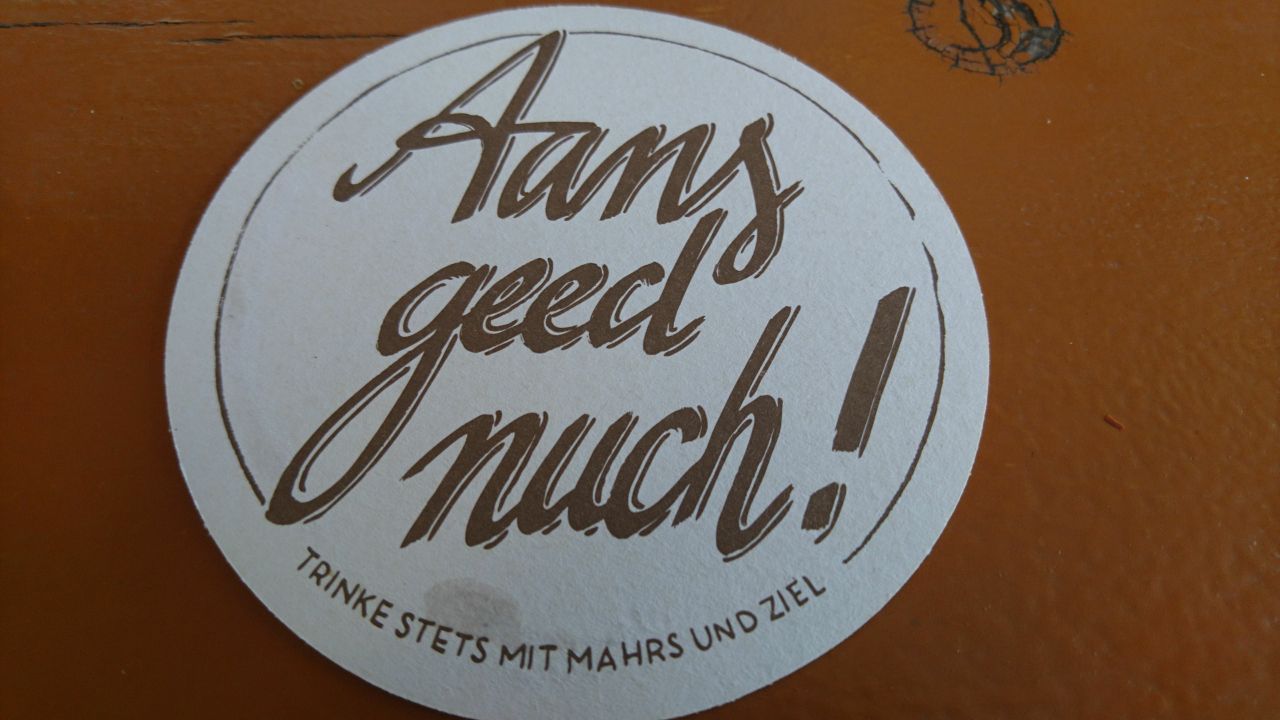 Aans
geed
nuch!
TRINKE STETS MIT MAHRS UND ZIEL